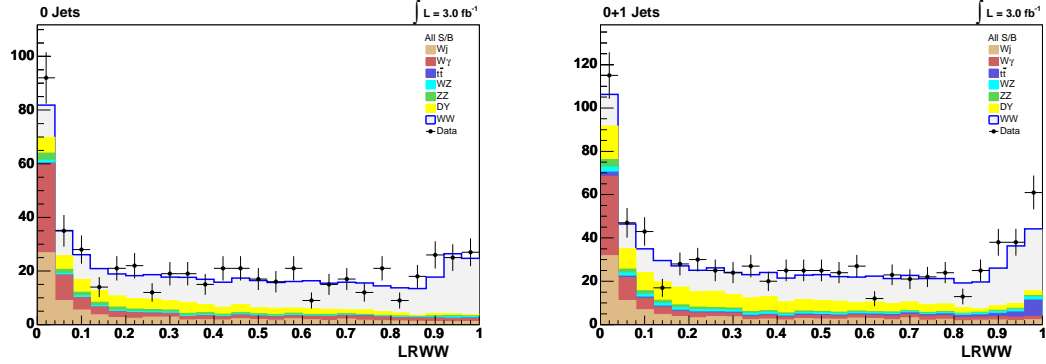 0 Jets
∫ L = 3.0 fb-1
All S/B
Wj
Wγ
tt̄
WZ
ZZ
DY
WW
Data
100
80
60
40
20
0
0 0.1 0.2 0.3 0.4 0.5 0.6 0.7 0.8 0.9 1
LRWW
0+1 Jets
∫ L = 3.0 fb-1
All S/B
Wj
Wγ
tt̄
WZ
ZZ
DY
WW
Data
120
100
80
60
40
20
0
0 0.1 0.2 0.3 0.4 0.5 0.6 0.7 0.8 0.9 1
LRWW